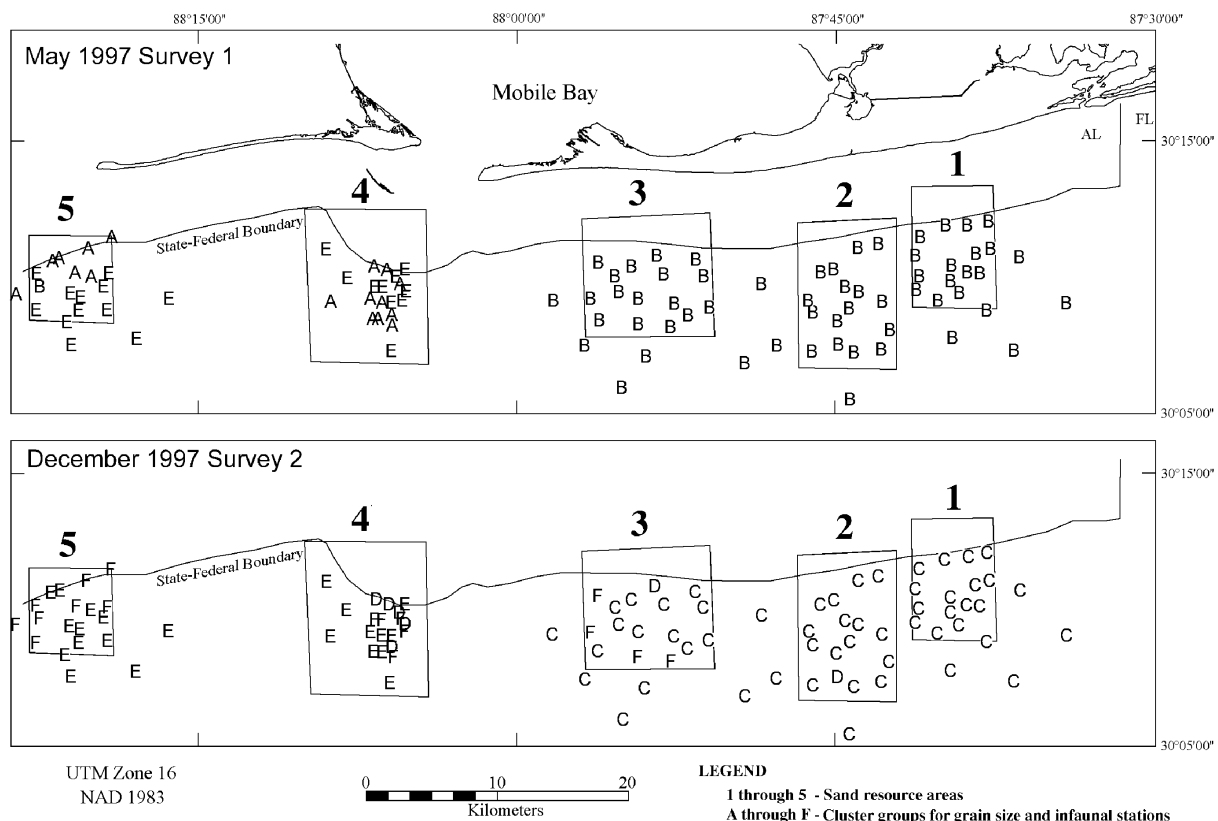 88°15'00" 88°00'00" 87°45'00" 87°30'00"
May 1997 Survey 1
Mobile Bay
AL FL
30°15'00"
1
2
3
4
5
State-Federal Boundary
30°05'00"
December 1997 Survey 2
30°15'00"
1
2
3
4
5
State-Federal Boundary
30°05'00"
UTM Zone 16
NAD 1983
0 10 20
Kilometers
LEGEND
1 through 5 - Sand resource areas
A through F - Cluster groups for grain size and infaunal stations